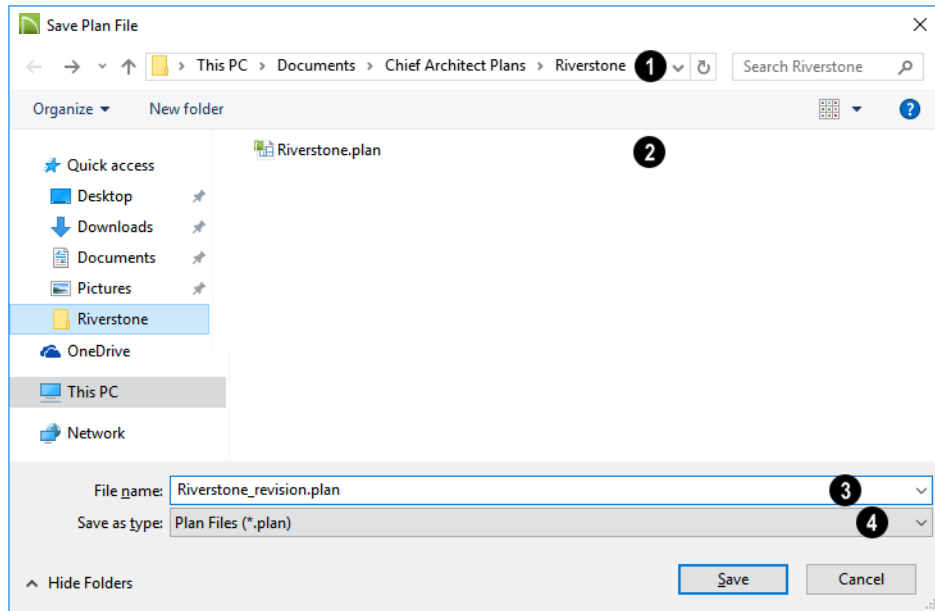 Save Plan File
This PC > Documents > Chief Architect Plans > Riverstone 1 Search Riverstone
Organize New folder ?
Riverstone.plan 2
Quick access
Desktop
Downloads
Documents
Pictures
Riverstone
OneDrive
This PC
Network
File name: Riverstone_revision.plan 3
Save as type: Plan Files (*.plan) 4
Hide Folders Save Cancel